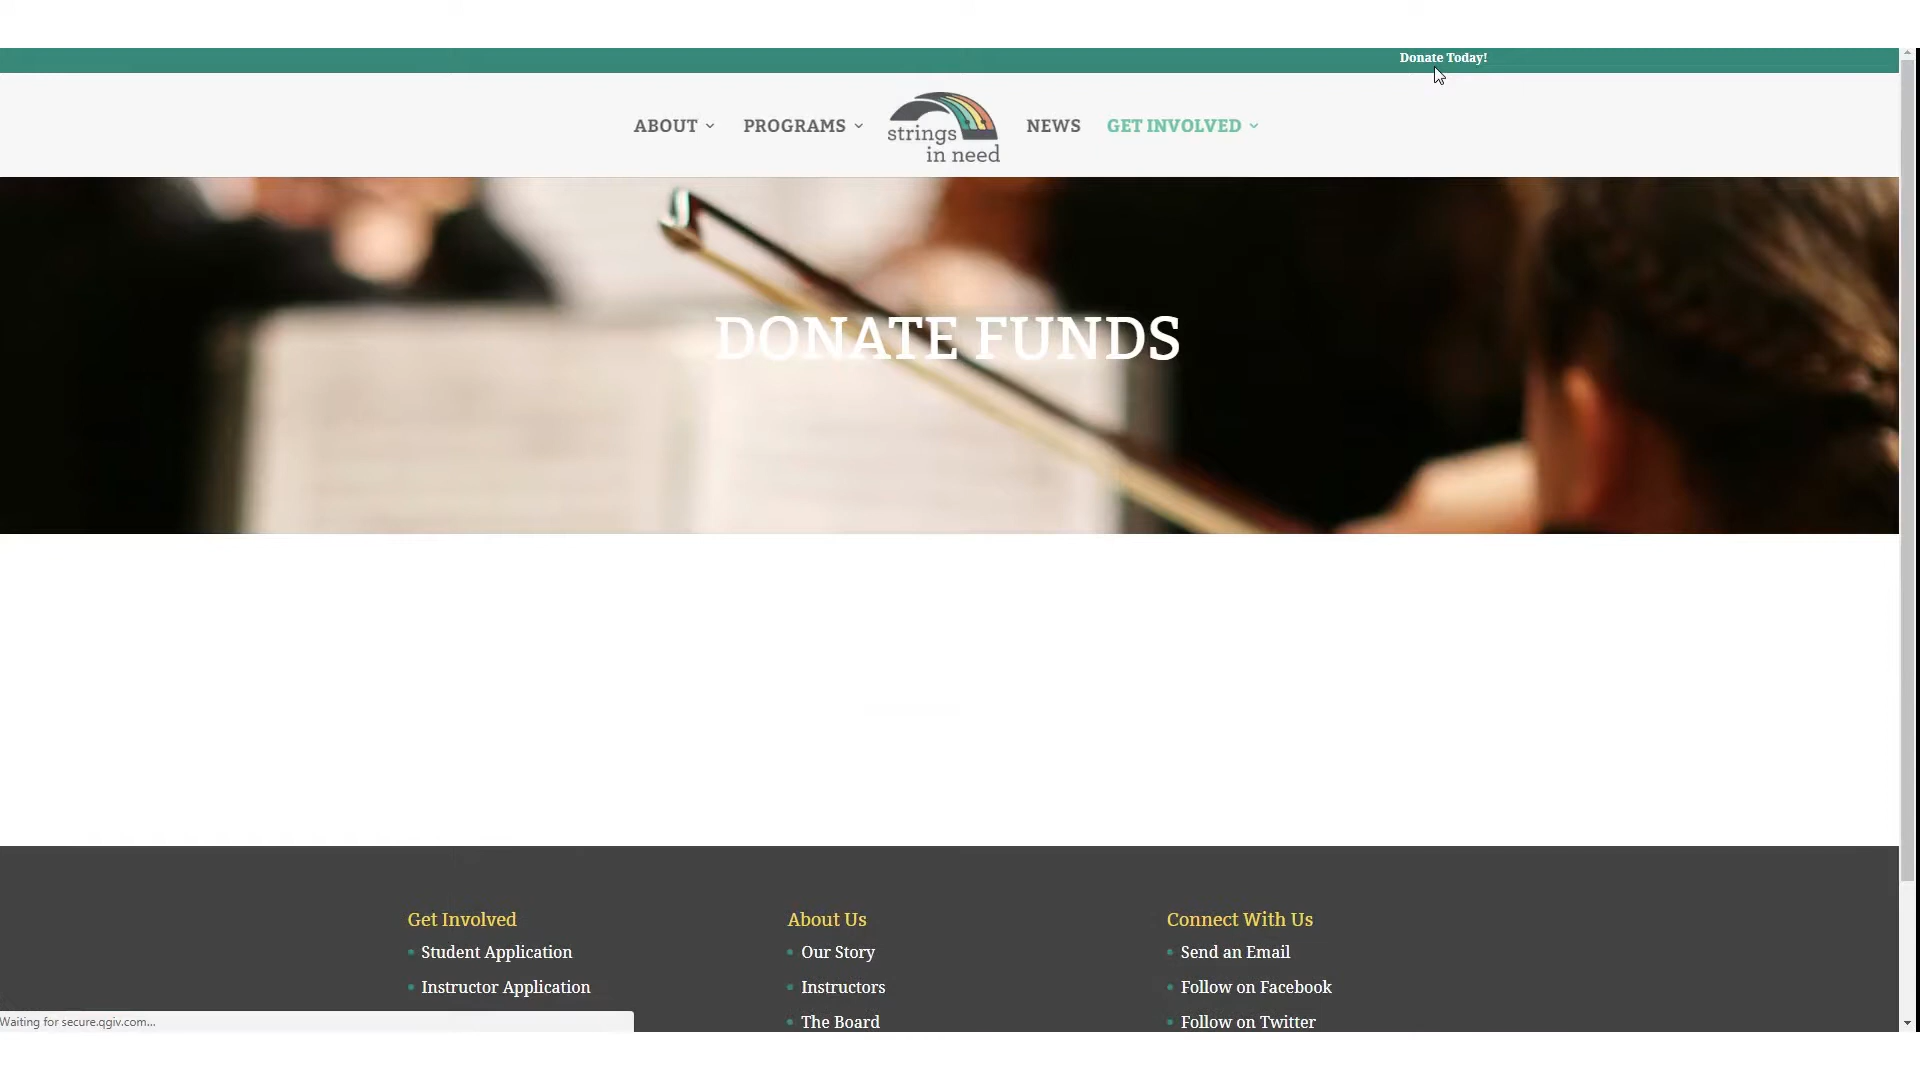 Donate Today!
ABOUT
PROGRAMS
strings
in need
NEWS
GET INVOLVED
DONATE FUNDS
Get Involved
Student Application
Instructor Application
About Us
Our Story
Instructors
The Board
Connect With Us
Send an Email
Follow on Facebook
Follow on Twitter
Waiting for secure.qgiv.com...